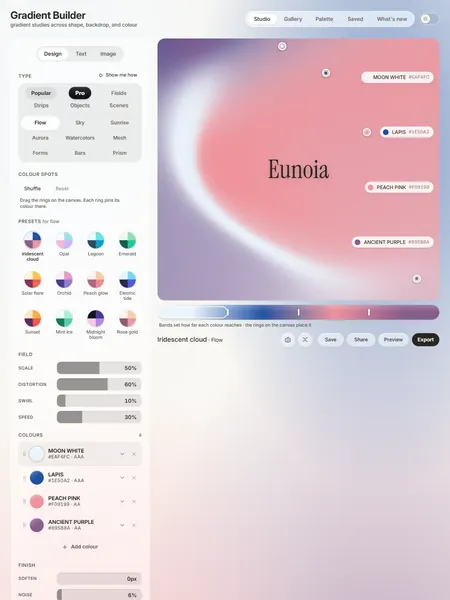 Gradient Builder
gradient studies across shape, backdrop, and colour
Studio Gallery Palette Saved What's new
Design Text Image
TYPE Show me how
Popular Pro Fields
Strips Objects Scenes
Flow Sky Sunrise
Aurora Watercolors Mesh
Forms Bars Prism
COLOUR SPOTS
Shuffle Reset
Drag the rings on the canvas. Each ring pins its
colour there.
PRESETS for flow
Iridescent
cloud
Opal
Lagoon
Emerald
Solar flare
Orchid
Peach glow
Electric
tide
Sunset
Mint ice
Midnight
bloom
Rose gold
FIELD
SCALE 50%
DISTORTION 60%
SWIRL 10%
SPEED 30%
COLOURS 4
MOON WHITE
#EAF4FC · AAA
LAPIS
#1E50A2 · AAA
PEACH PINK
#F09199 · AA
ANCIENT PURPLE
#895B8A · AA
+ Add colour
FINISH
SOFTEN 0px
NOISE 6%
Eunoia
MOON WHITE #EAF4FC
LAPIS #1E50A2
PEACH PINK #F09199
ANCIENT PURPLE #895B8A
Bands set how far each colour reaches · the rings on the canvas place it
Iridescent cloud · Flow
Save Share Preview Export